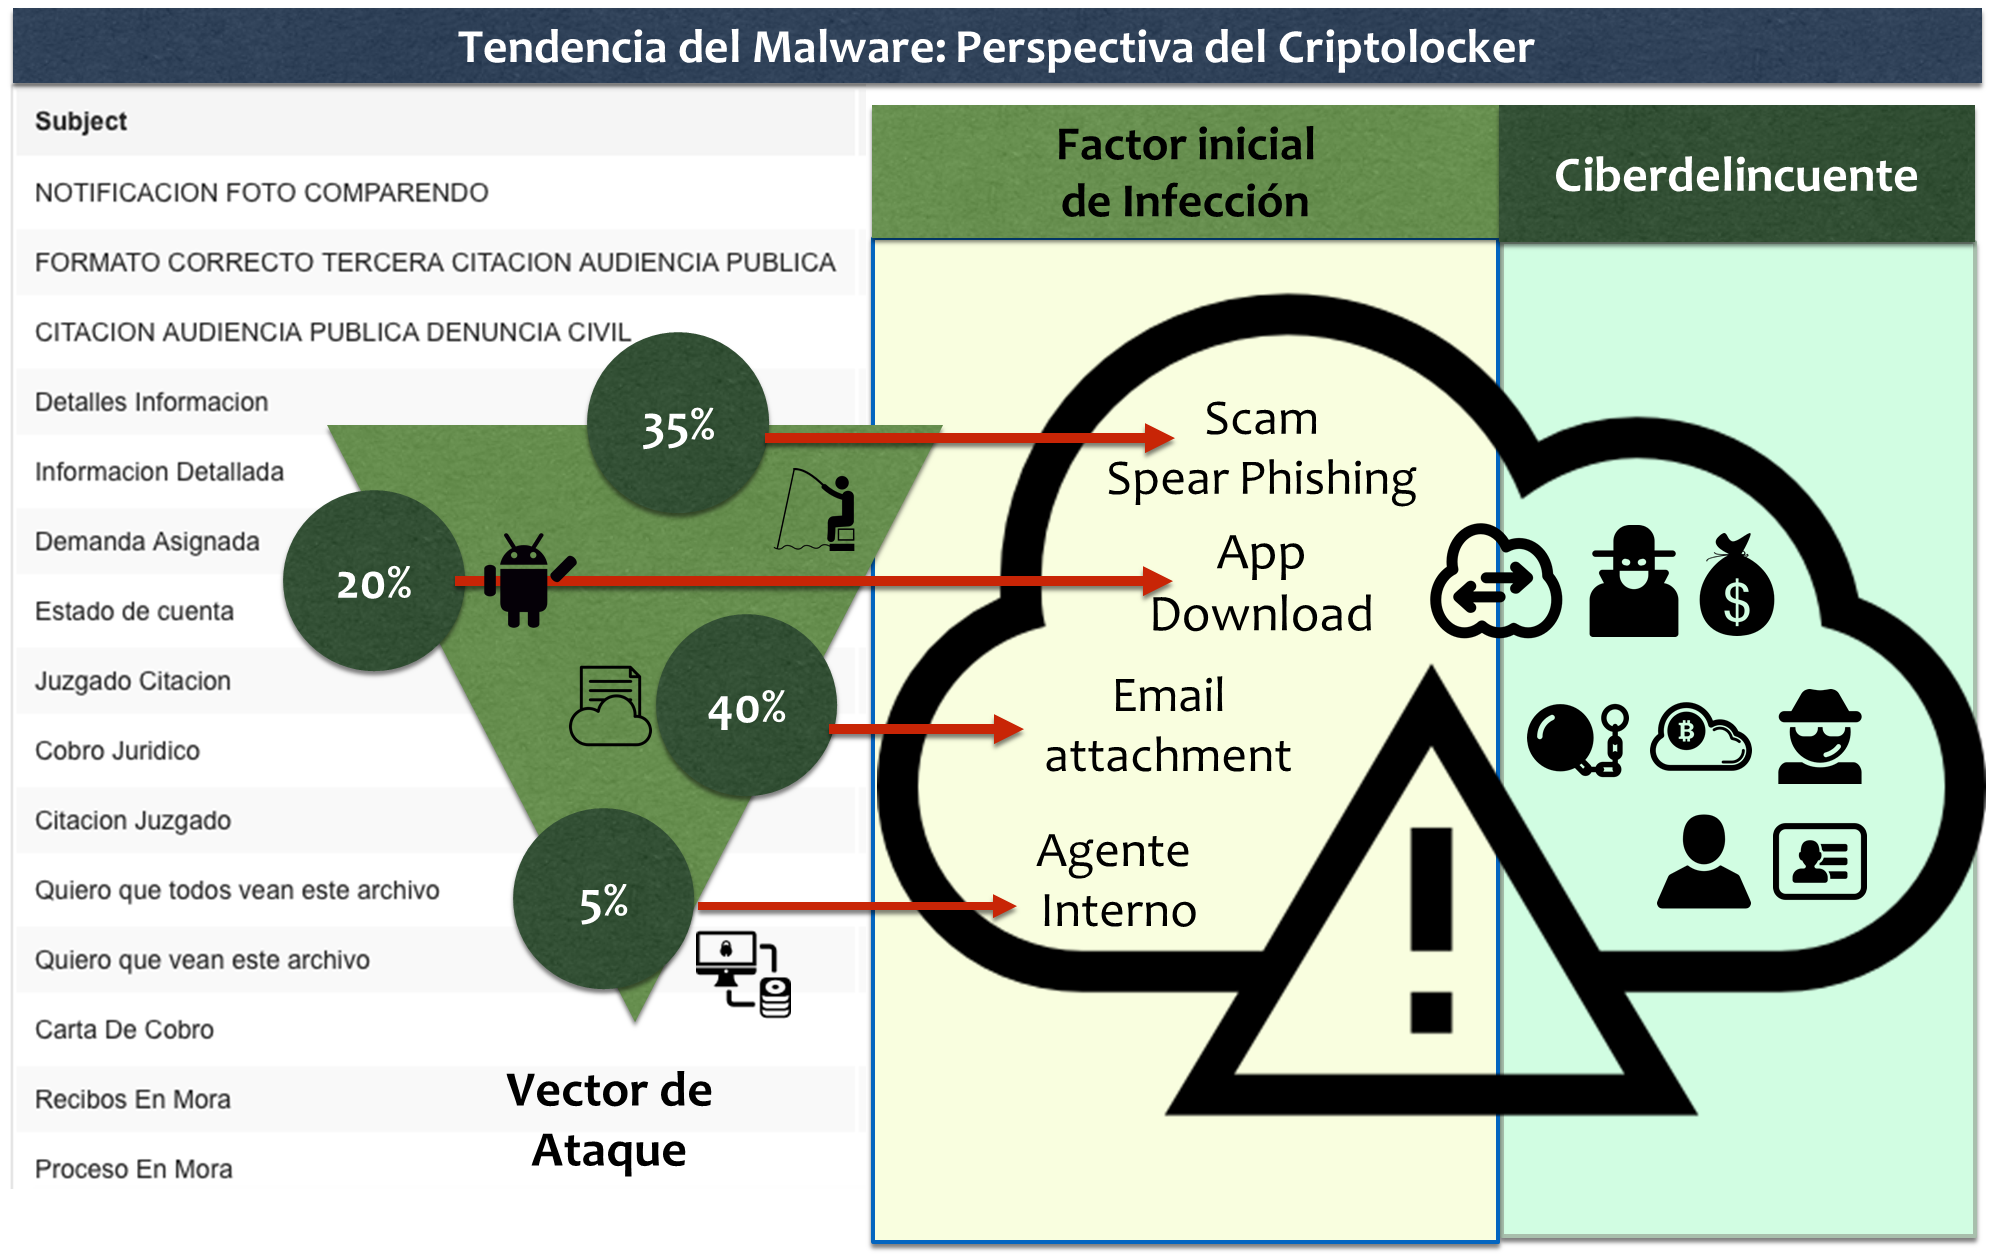 Tendencia del Malware: Perspectiva del Criptolocker
Subject
NOTIFICACION FOTO COMPARENDO
FORMATO CORRECTO TERCERA CITACION AUDIENCIA PUBLICA
CITACION AUDIENCIA PUBLICA DENUNCIA CIVIL
Detalles Informacion
Informacion Detallada
Demanda Asignada
Estado de cuenta
Juzgado Citacion
Cobro Juridico
Citacion Juzgado
Quiero que todos vean este archivo
Quiero que vean este archivo
Carta De Cobro
Recibos En Mora
Proceso En Mora
35%
20%
40%
5%
Vector de
Ataque
Factor inicial
de Infección
Scam
Spear Phishing
App
Download
Email
attachment
Agente
Interno
Ciberdelincuente
$
B